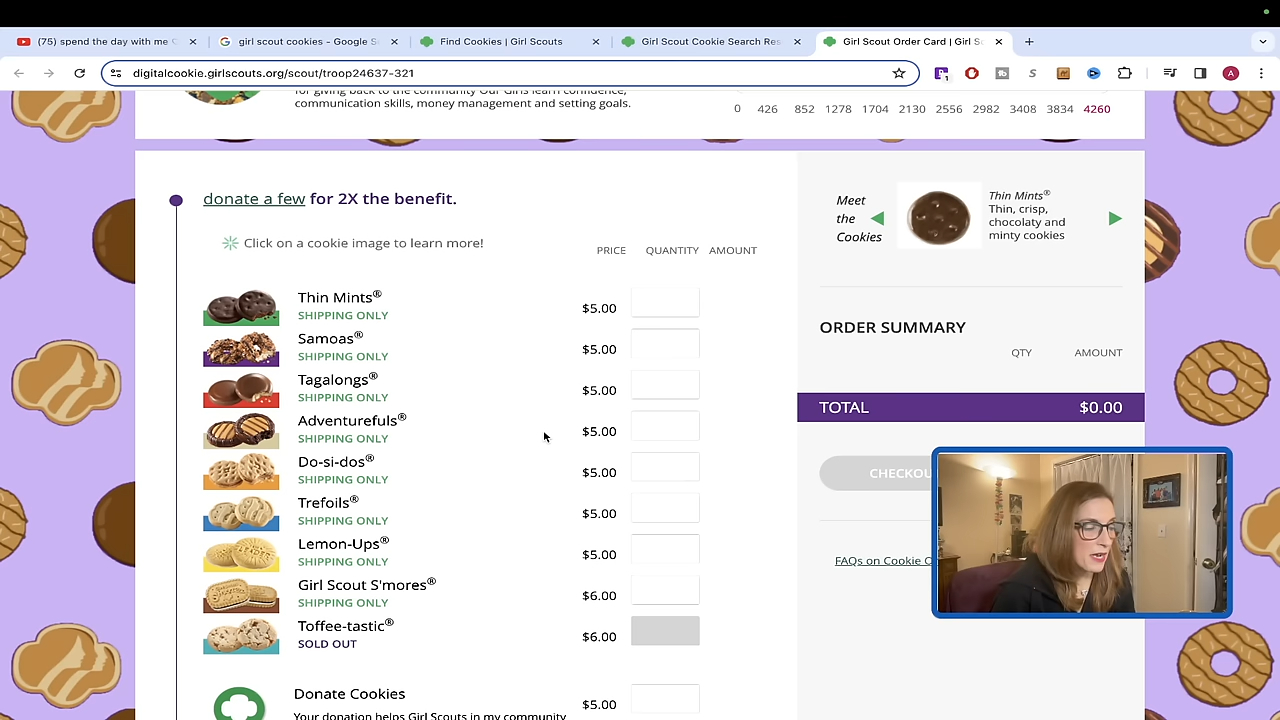 (75) spend the day with me
girl scout cookies - Google S
Find Cookies | Girl Scouts
Girl Scout Cookie Search Res
Girl Scout Order Card | Girl S
digitalcookie.girlscouts.org/scout/troop24637-321
A
for giving back to the community Our Girls learn confidence,
communication skills, money management and setting goals.
0 426 852 1278 1704 2130 2556 2982 3408 3834 4260
donate a few for 2X the benefit.
Click on a cookie image to learn more!
PRICE QUANTITY AMOUNT
Thin Mints®
SHIPPING ONLY
$5.00
Samoas®
SHIPPING ONLY
$5.00
Tagalongs®
SHIPPING ONLY
$5.00
Adventurefuls®
SHIPPING ONLY
$5.00
Do-si-dos®
SHIPPING ONLY
$5.00
Trefoils®
SHIPPING ONLY
$5.00
Lemon-Ups®
SHIPPING ONLY
$5.00
Girl Scout S'mores®
SHIPPING ONLY
$6.00
Toffee-tastic®
SOLD OUT
$6.00
Donate Cookies
$5.00
Your donation helps Girl Scouts in my community
Meet
the
Cookies
Thin Mints®
Thin, crisp,
chocolaty and
minty cookies
ORDER SUMMARY
QTY AMOUNT
TOTAL $0.00
CHECKOU
FAQs on Cookie O